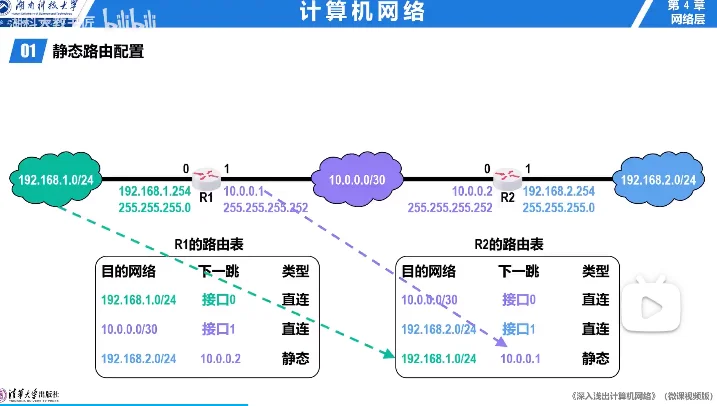 湖南科技大学
湖科大教书匠 bilibili
计算机网络
第 4 章
网络层
01 静态路由配置
0 1 0 1
192.168.1.0/24 10.0.0.0/30 192.168.2.0/24
192.168.1.254 R1 10.0.0.1 10.0.0.2 R2 192.168.2.254
255.255.255.0 255.255.255.252 255.255.255.252 255.255.255.0
R1的路由表
目的网络 下一跳 类型
192.168.1.0/24 接口0 直连
10.0.0.0/30 接口1 直连
192.168.2.0/24 10.0.0.2 静态
R2的路由表
目的网络 下一跳 类型
10.0.0.0/30 接口0 直连
192.168.2.0/24 接口1 直连
192.168.1.0/24 10.0.0.1 静态
清华大学出版社
《深入浅出计算机网络》（微课视频版）